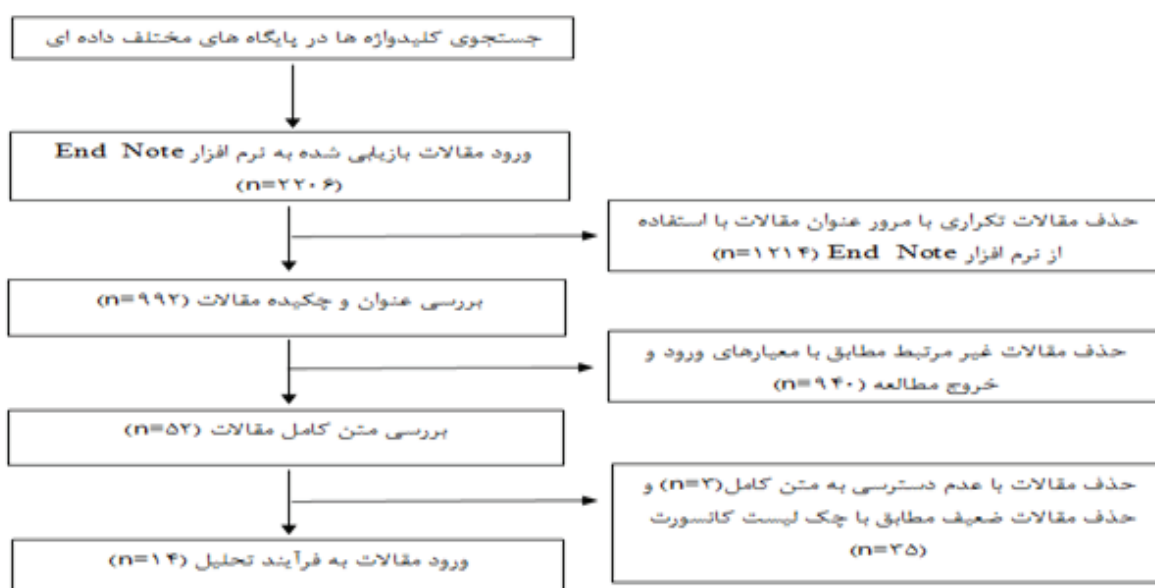 جستجوی کلیدواژه ها در پایگاه های مختلف داده ای
ورود مقالات بازیابی شده به نرم افزار End Note
(n=۲۲۰۶)
حذف مقالات تکراری با مرور عنوان مقالات با استفاده
از نرم افزار End Note (n=۱۲۱۴)
بررسی عنوان و چکیده مقالات (n=۹۹۲)
حذف مقالات غیر مرتبط مطابق با معیارهای ورود و
خروج مطالعه (n=۹۴۰)
بررسی متن کامل مقالات (n=۵۲)
حذف مقالات با عدم دسترسی به متن کامل(n=۳) و
حذف مقالات ضعیف مطابق با چک لیست کانسورت
(n=۳۵)
ورود مقالات به فرآیند تحلیل (n=۱۴)